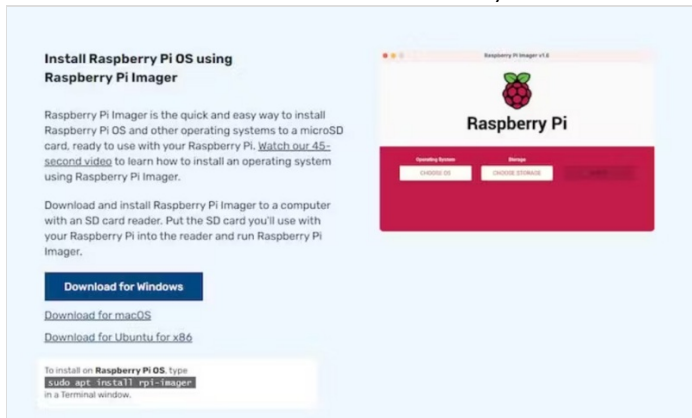 Install Raspberry Pi OS using
Raspberry Pi Imager
Raspberry Pi Imager is the quick and easy way to install
Raspberry Pi OS and other operating systems to a microSD
card, ready to use with your Raspberry Pi. Watch our 45-
second video to learn how to install an operating system
using Raspberry Pi Imager.
Download and install Raspberry Pi Imager to a computer
with an SD card reader. Put the SD card you'll use with
your Raspberry Pi into the reader and run Raspberry Pi
Imager.
Download for Windows
Download for macOS
Download for Ubuntu for x86
To install on Raspberry Pi OS, type
sudo apt install rpi-imager
in a Terminal window.
Raspberry Pi Imager
Raspberry Pi
Operating System Storage
CHOOSE OS CHOOSE STORAGE